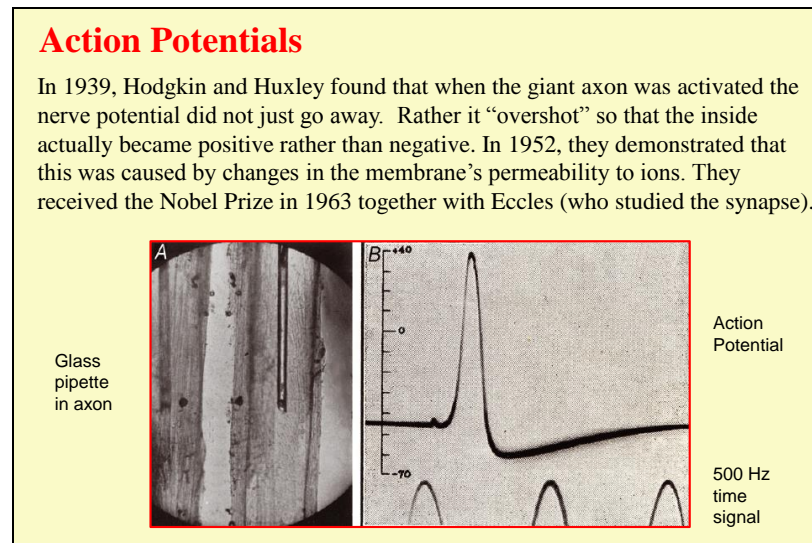 Action Potentials
In 1939, Hodgkin and Huxley found that when the giant axon was activated the
nerve potential did not just go away.  Rather it “overshot” so that the inside
actually became positive rather than negative. In 1952, they demonstrated that
this was caused by changes in the membrane’s permeability to ions. They
received the Nobel Prize in 1963 together with Eccles (who studied the synapse).
A
B
+40
0
-70
Glass
pipette
in axon
Action
Potential
500 Hz
time
signal